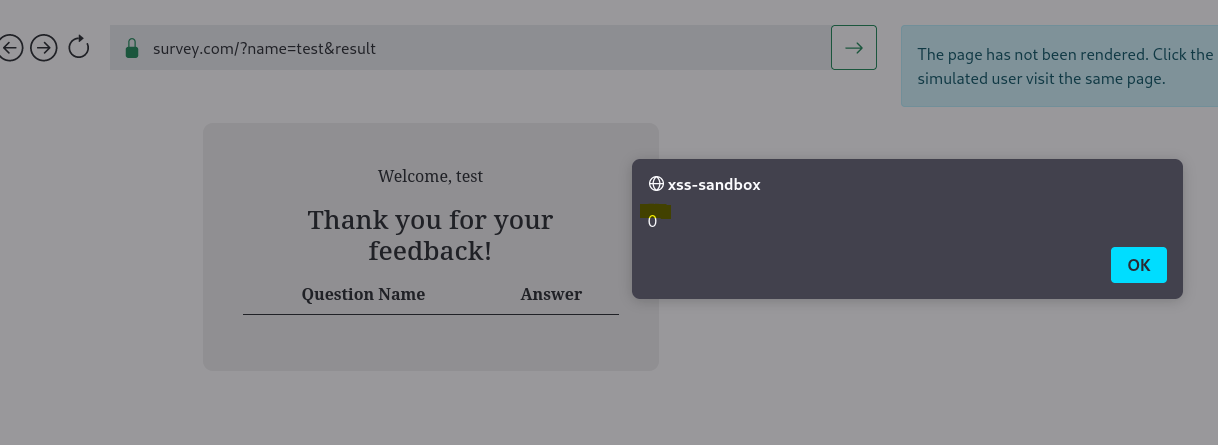 survey.com/?name=test&result
The page has not been rendered. Click the
simulated user visit the same page.
Welcome, test
Thank you for your
feedback!
Question Name Answer
xss-sandbox
0
OK